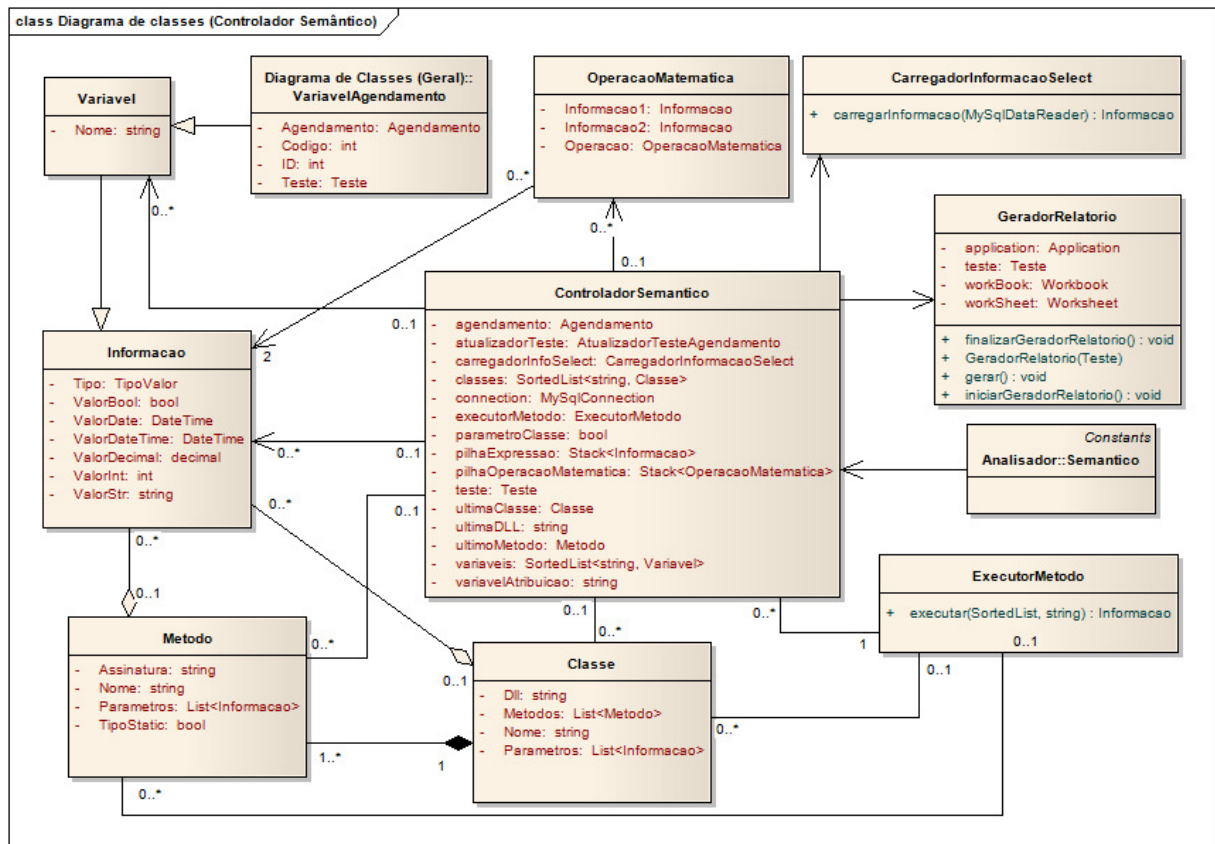 class Diagrama de classes (Controlador Semântico)
Variavel
- Nome: string
Diagrama de Classes (Geral)::
VariavelAgendamento
- Agendamento: Agendamento
- Codigo: int
- ID: int
- Teste: Teste
OperacaoMatematica
- Informacao1: Informacao
- Informacao2: Informacao
- Operacao: OperacaoMatematica
CarregadorInformacaoSelect
+ carregarInformacao(MySqlDataReader) : Informacao
0..*
0..*
0..*
0..1
GeradorRelatorio
- application: Application
- teste: Teste
- workBook: Workbook
- workSheet: Worksheet
+ finalizarGeradorRelatorio() : void
+ GeradorRelatorio(Teste)
+ gerar() : void
+ iniciarGeradorRelatorio() : void
0..1
2
Informacao
- Tipo: TipoValor
- ValorBool: bool
- ValorDate: DateTime
- ValorDateTime: DateTime
- ValorDecimal: decimal
- ValorInt: int
- ValorStr: string
ControladorSemantico
- agendamento: Agendamento
- atualizadorTeste: AtualizadorTesteAgendamento
- carregadorInfoSelect: CarregadorInformacaoSelect
- classes: SortedList<string, Classe>
- connection: MySqlConnection
- executorMetodo: ExecutorMetodo
- parametroClasse: bool
- pilhaExpressao: Stack<Informacao>
- pilhaOperacaoMatematica: Stack<OperacaoMatematica>
- teste: Teste
- ultimaClasse: Classe
- ultimaDLL: string
- ultimoMetodo: Metodo
- variaveis: SortedList<string, Variavel>
- variavelAtribuicao: string
Constants
Analisador::Semantico
0..*
0..1
0..*
0..1
0..*
0..1
0..1
0..*
0..*
1
ExecutorMetodo
+ executar(SortedList, string) : Informacao
0..1
0..1
Metodo
- Assinatura: string
- Nome: string
- Parametros: List<Informacao>
- TipoStatic: bool
0..*
0..1
Classe
- Dll: string
- Metodos: List<Metodo>
- Nome: string
- Parametros: List<Informacao>
0..*
1..*
1
0..*